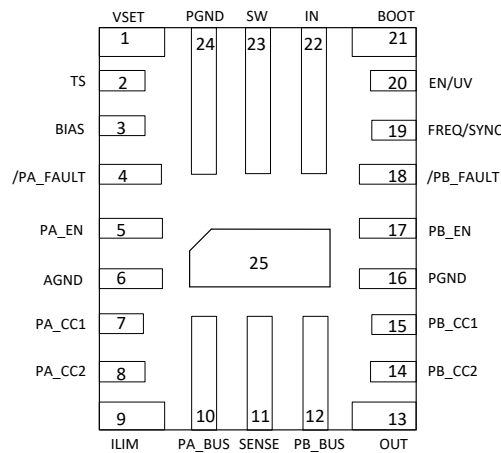 VSET PGND SW IN BOOT
1 24 23 22 21
TS 2 20 EN/UV
BIAS 3 19 FREQ/SYNC
/PA_FAULT 4 18 /PB_FAULT
PA_EN 5 17 PB_EN
25
AGND 6 16 PGND
PA_CC1 7 15 PB_CC1
PA_CC2 8 14 PB_CC2
9 10 11 12 13
ILIM PA_BUS SENSE PB_BUS OUT